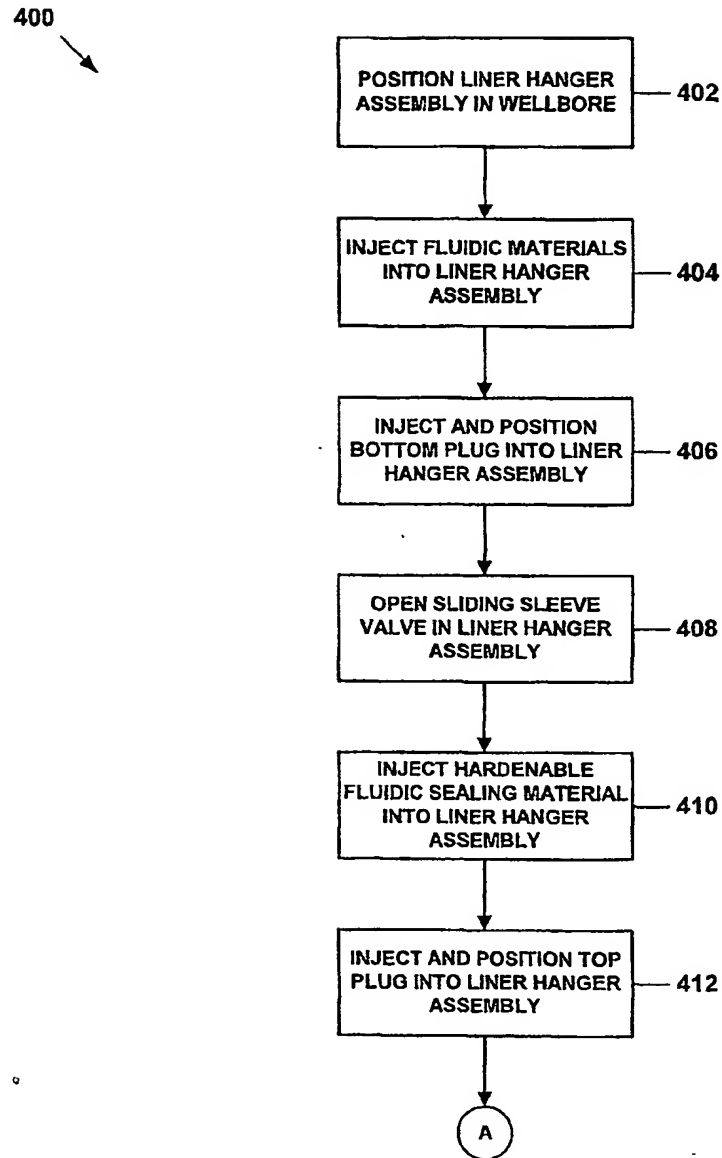 400
POSITION LINER HANGER
ASSEMBLY IN WELLBORE
402
INJECT FLUIDIC MATERIALS
INTO LINER HANGER
ASSEMBLY
404
INJECT AND POSITION
BOTTOM PLUG INTO LINER
HANGER ASSEMBLY
406
OPEN SLIDING SLEEVE
VALVE IN LINER HANGER
ASSEMBLY
408
INJECT HARDENABLE
FLUIDIC SEALING MATERIAL
INTO LINER HANGER
ASSEMBLY
410
INJECT AND POSITION TOP
PLUG INTO LINER HANGER
ASSEMBLY
412
A